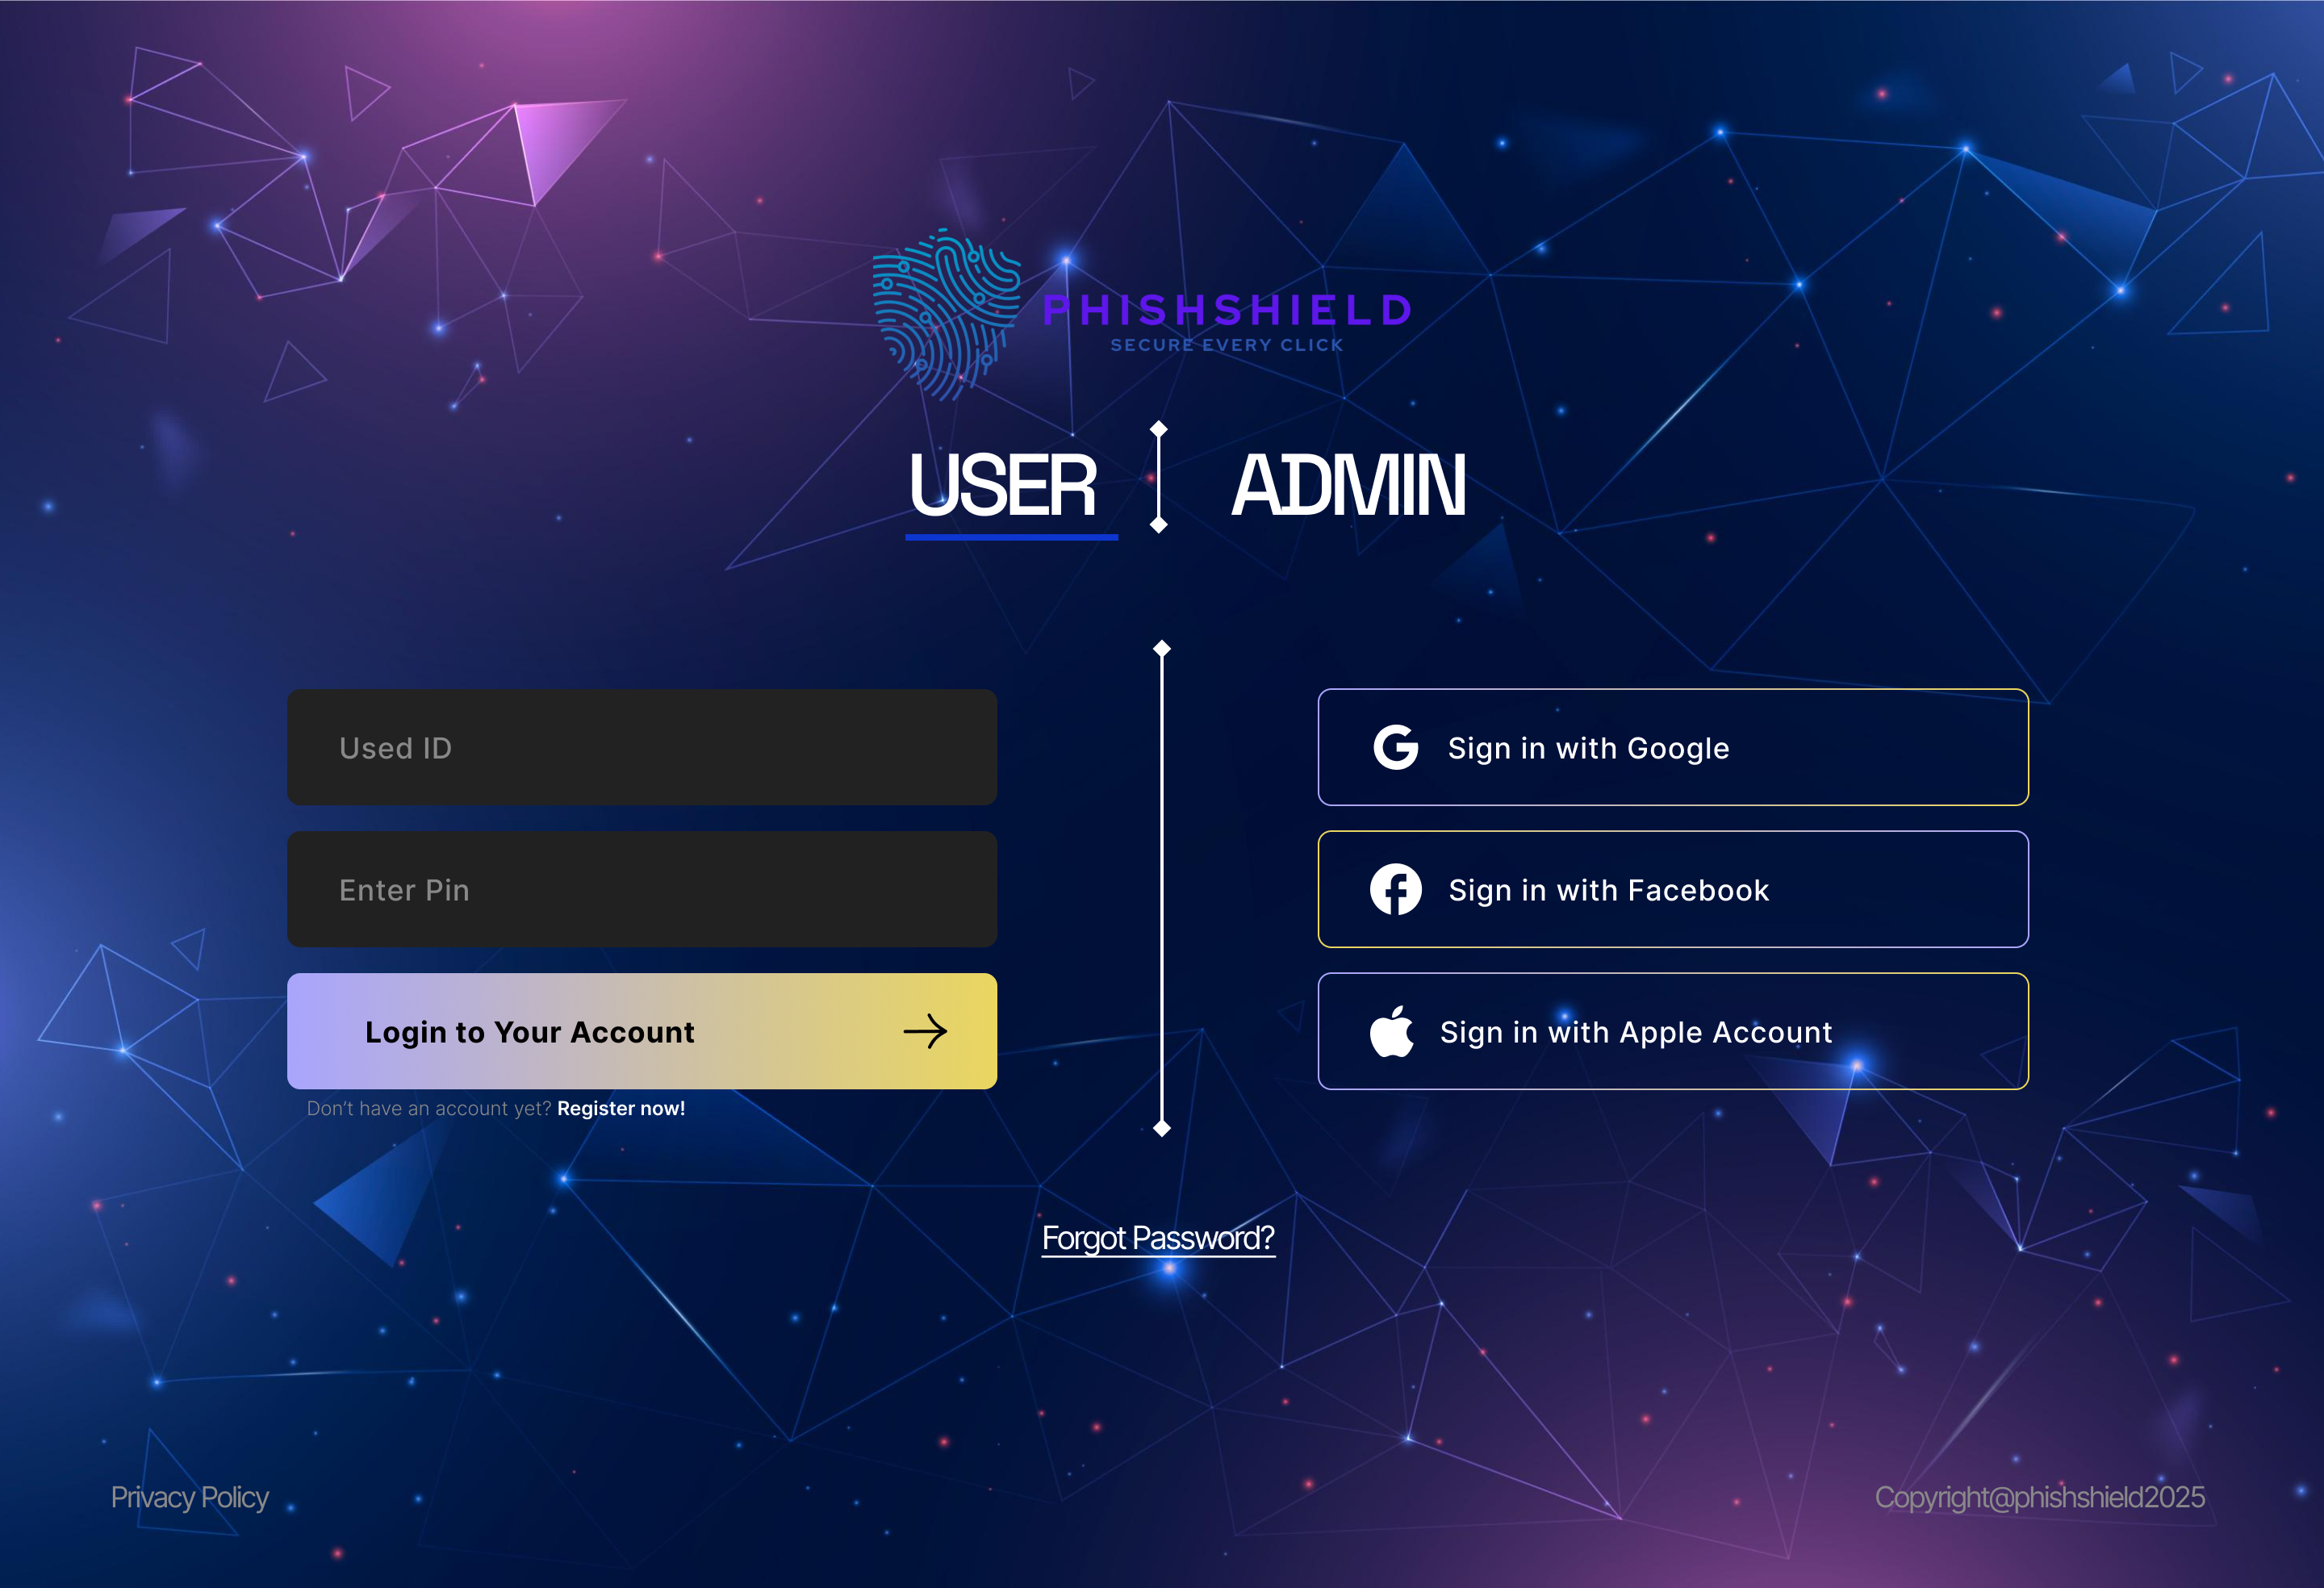 PHISHSHIELD
SECURE EVERY CLICK
USER
ADMIN
Used ID
Enter Pin
Login to Your Account
Don't have an account yet? Register now!
Sign in with Google
Sign in with Facebook
Sign in with Apple Account
Forgot Password?
Privacy Policy
Copyright@phishshield2025